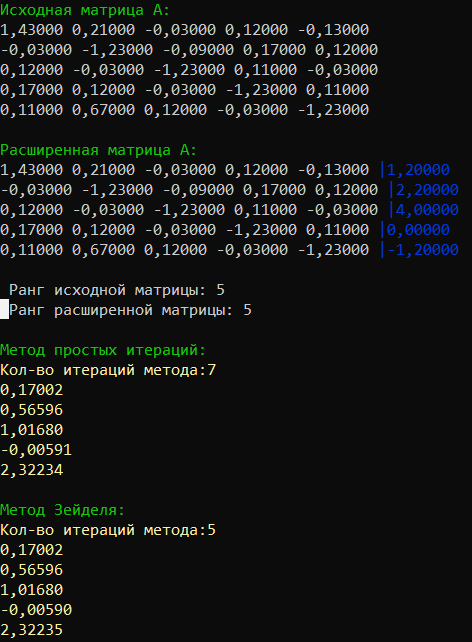 Исходная матрица А:
1,43000 0,21000 -0,03000 0,12000 -0,13000
-0,03000 -1,23000 -0,09000 0,17000 0,12000
0,12000 -0,03000 -1,23000 0,11000 -0,03000
0,17000 0,12000 -0,03000 -1,23000 0,11000
0,11000 0,67000 0,12000 -0,03000 -1,23000
Расширенная матрица А:
1,43000 0,21000 -0,03000 0,12000 -0,13000 |1,20000
-0,03000 -1,23000 -0,09000 0,17000 0,12000 |2,20000
0,12000 -0,03000 -1,23000 0,11000 -0,03000 |4,00000
0,17000 0,12000 -0,03000 -1,23000 0,11000 |0,00000
0,11000 0,67000 0,12000 -0,03000 -1,23000 |-1,20000
Ранг исходной матрицы: 5
Ранг расширенной матрицы: 5
Метод простых итераций:
Кол-во итераций метода:7
0,17002
0,56596
1,01680
-0,00591
2,32234
Метод Зейделя:
Кол-во итераций метода:5
0,17002
0,56596
1,01680
-0,00590
2,32235